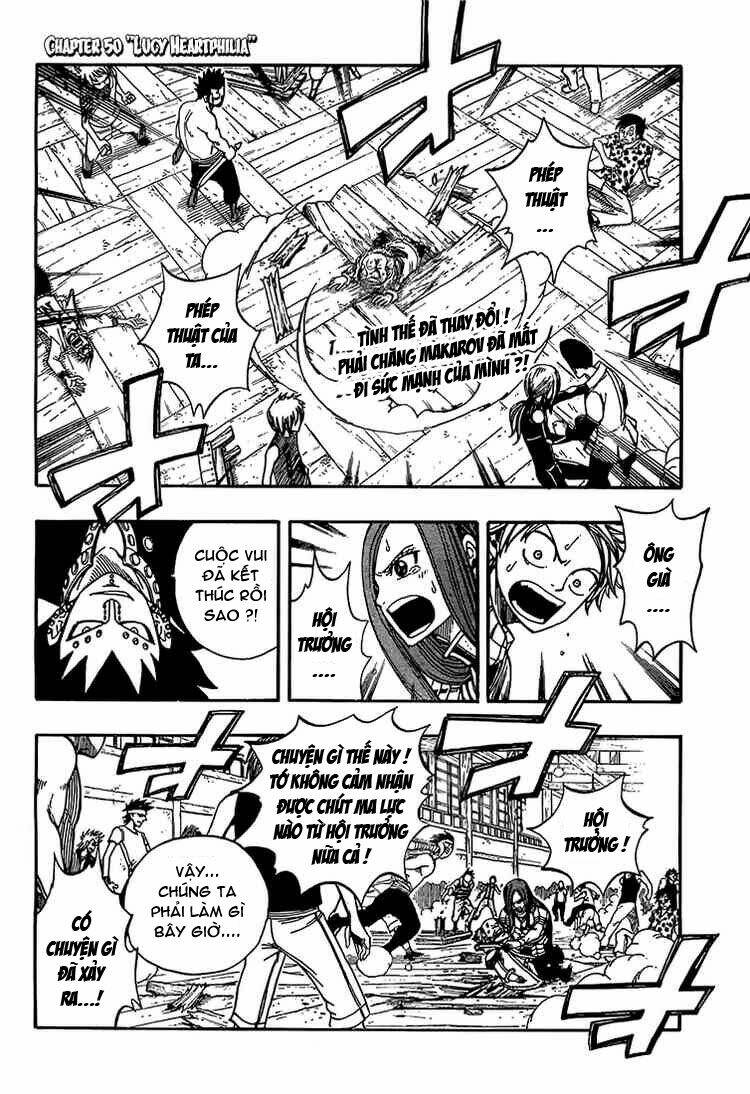 CHAPTER 50 "LUCY HEARTPHILIA"
PHÉP
THUẬT
...
PHÉP
THUẬT CỦA
TA...
TÌNH THẾ ĐÃ THAY ĐỔI !
PHẢI CHĂNG MAKAROV ĐÃ MẤT
ĐI SỨC MẠNH CỦA MÌNH ?!
CUỘC VUI
ĐÃ KẾT
THÚC RỒI
SAO ?!
HỘI
TRƯỞNG
....
ÔNG
GIÀ
....
CHUYỆN GÌ THẾ NÀY !
TỚ KHÔNG CẢM NHẬN
ĐƯỢC CHÚT MA LỰC
NÀO TỪ HỘI TRƯỞNG
NỮA CẢ !
HỘI
TRƯỞNG !
VẬY...
CHÚNG TA
PHẢI LÀM GÌ
BÂY GIỜ....
CÓ
CHUYỆN GÌ
ĐÃ XẢY
RA...!